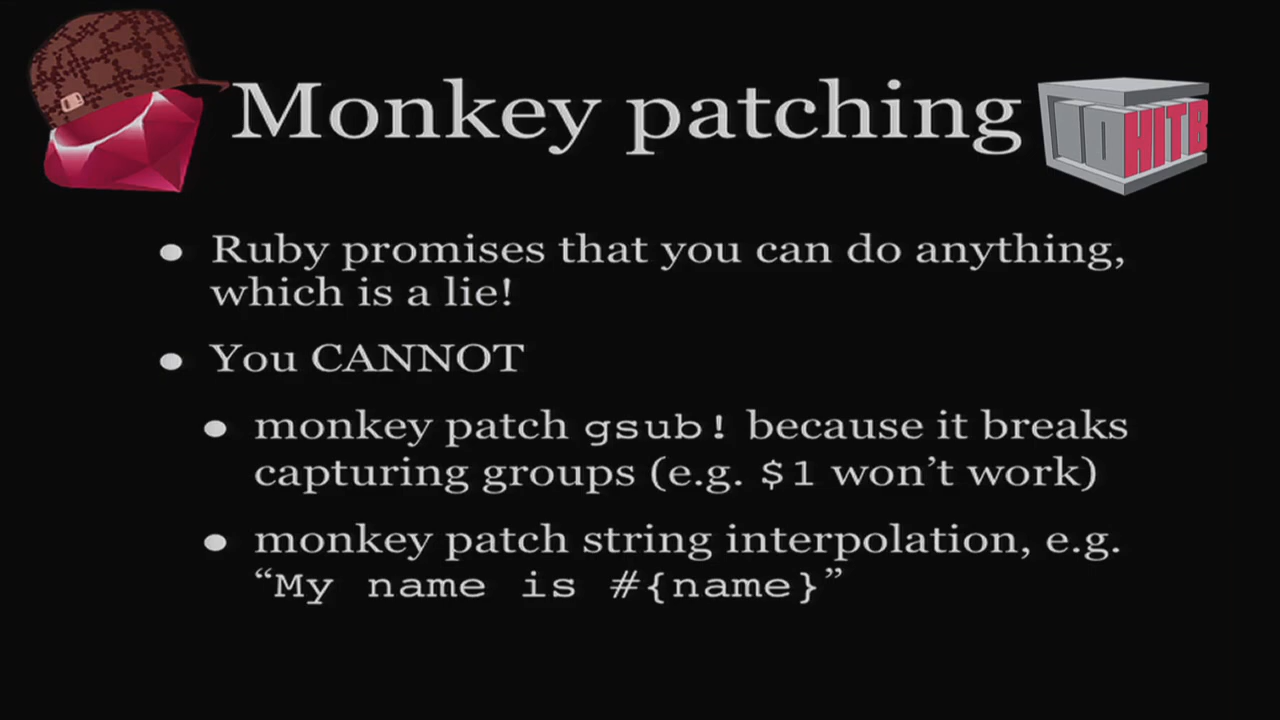 Monkey patching
HITB
• Ruby promises that you can do anything,
which is a lie!
• You CANNOT
• monkey patch gsub! because it breaks
capturing groups (e.g. $1 won’t work)
• monkey patch string interpolation, e.g.
“My name is #{name}”